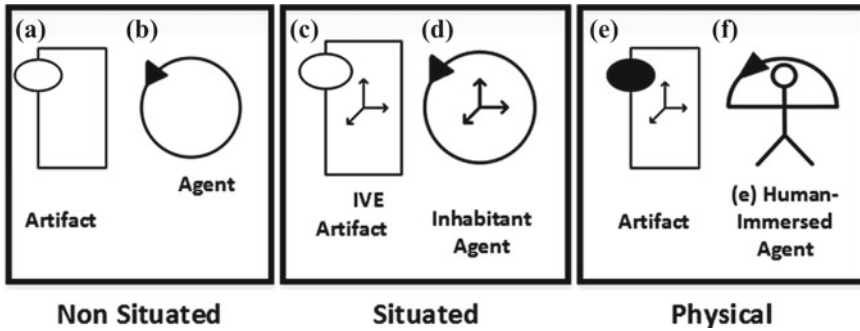 (a)
(b)
Artifact
Agent
(c)
(d)
IVE
Artifact
Inhabitant
Agent
(e)
(f)
Artifact
(e) Human-
Immersed
Agent
Non Situated
Situated
Physical